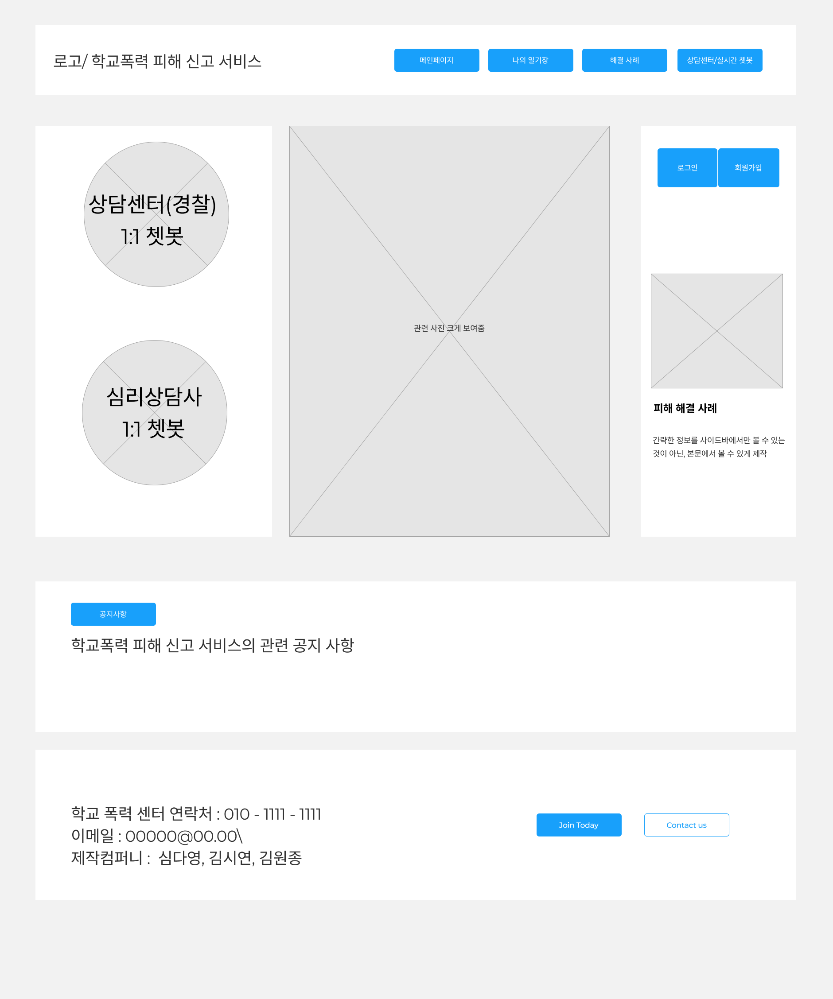 로고/ 학교폭력 피해 신고 서비스
메인페이지
나의 일기장
해결 사례
상담센터/실시간 쳇봇
상담센터(경찰)
1:1 쳇봇
심리상담사
1:1 쳇봇
관련 사진 크게 보여줌
로그인
회원가입
피해 해결 사례
간략한 정보를 사이드바에서만 볼 수 있는
것이 아닌, 본문에서 볼 수 있게 제작
공지사항
학교폭력 피해 신고 서비스의 관련 공지 사항
학교 폭력 센터 연락처 : 010 - 1111 - 1111
이메일 : 00000@00.00\
제작컴퍼니 :  심다영, 김시연, 김원종
Join Today
Contact us